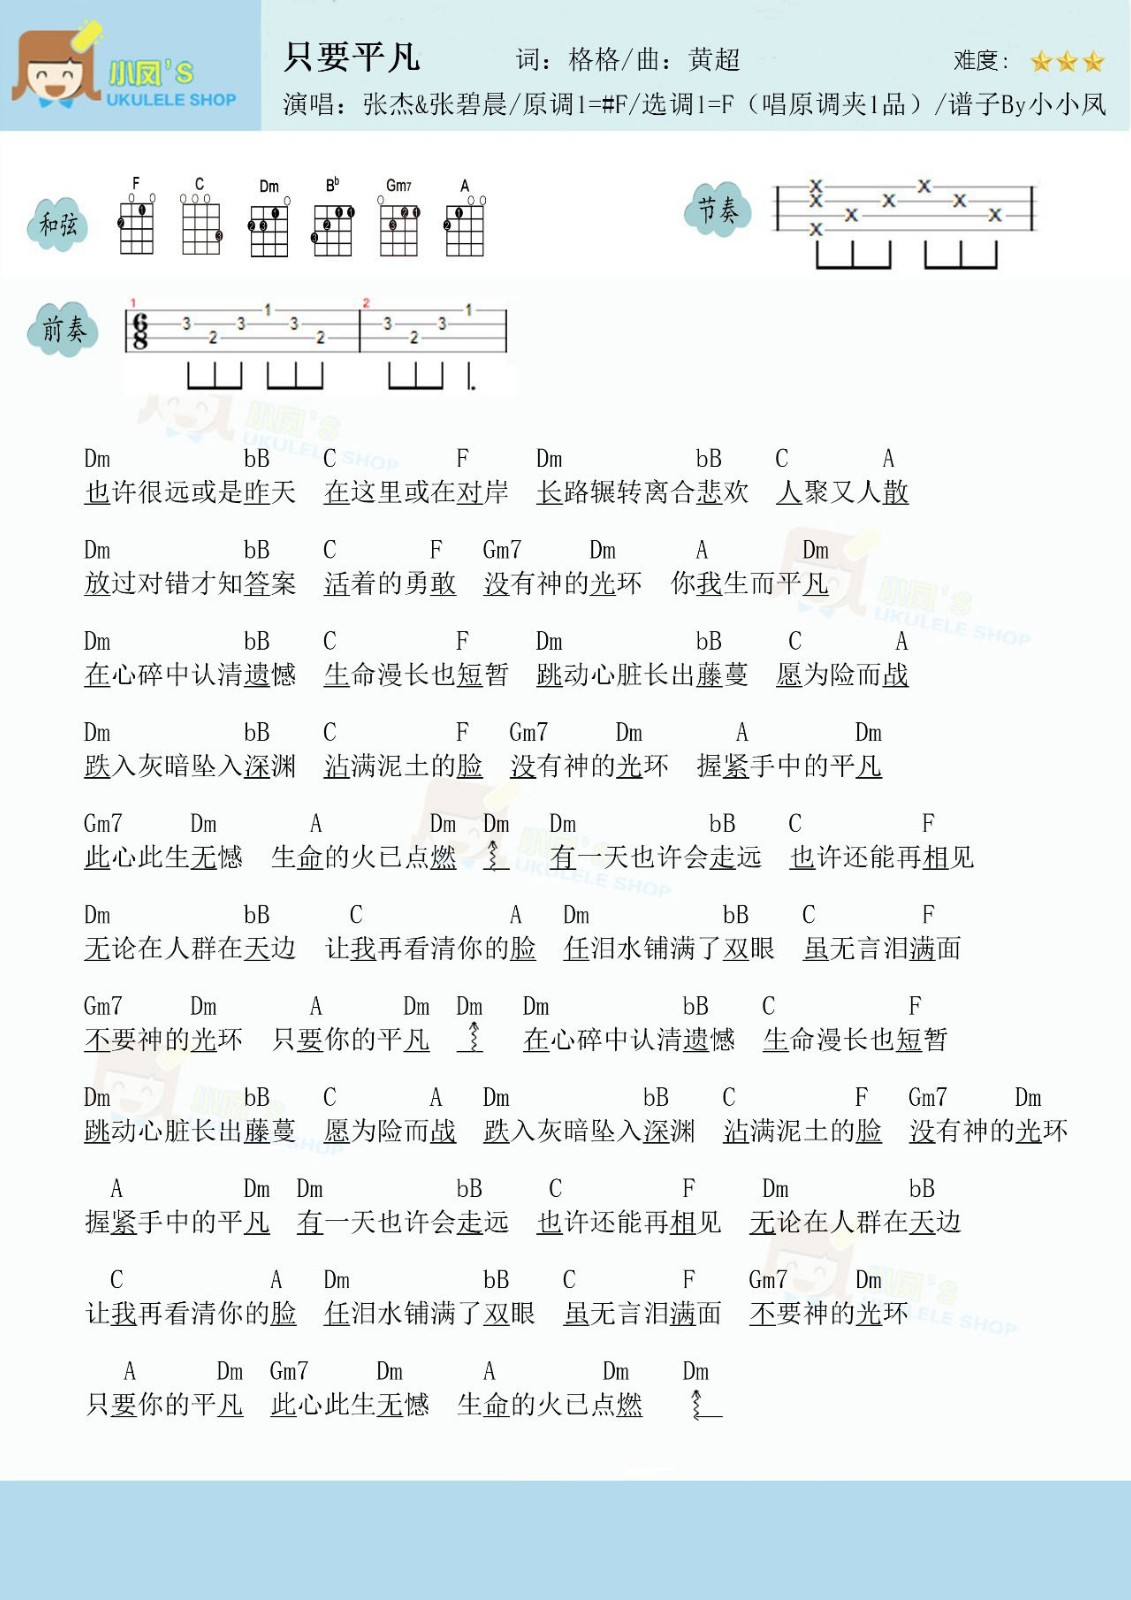 小凤's
UKULELE SHOP
只要平凡 词：格格/曲：黄超 难度：
演唱：张杰&张碧晨/原调1=#F/选调1=F（唱原调夹1品）/谱子By小小凤
和弦 F C Dm Bb Gm7 A 节奏
前奏 1 6/8 3 2 3 1 3 2 2 3 2 3 1
Dm bB C F Dm bB C A
也许很远或是昨天 在这里或在对岸 长路辗转离合悲欢 人聚又人散
Dm bB C F Gm7 Dm A Dm
放过对错才知答案 活着的勇敢 没有神的光环 你我生而平凡
Dm bB C F Dm bB C A
在心碎中认清遗憾 生命漫长也短暂 跳动心脏长出藤蔓 愿为险而战
Dm bB C F Gm7 Dm A Dm
跌入灰暗坠入深渊 沾满泥土的脸 没有神的光环 握紧手中的平凡
Gm7 Dm A Dm Dm Dm bB C F
此心此生无憾 生命的火已点燃 有一天也许会走远 也许还能再相见
Dm bB C A Dm bB C F
无论在人群在天边 让我再看清你的脸 任泪水铺满了双眼 虽无言泪满面
Gm7 Dm A Dm Dm Dm bB C F
不要神的光环 只要你的平凡 在心碎中认清遗憾 生命漫长也短暂
Dm bB C A Dm bB C F Gm7 Dm
跳动心脏长出藤蔓 愿为险而战 跌入灰暗坠入深渊 沾满泥土的脸 没有神的光环
A Dm Dm bB C F Dm bB
握紧手中的平凡 有一天也许会走远 也许还能再相见 无论在人群在天边
C A Dm bB C F Gm7 Dm
让我再看清你的脸 任泪水铺满了双眼 虽无言泪满面 不要神的光环
A Dm Gm7 Dm A Dm Dm
只要你的平凡 此心此生无憾 生命的火已点燃